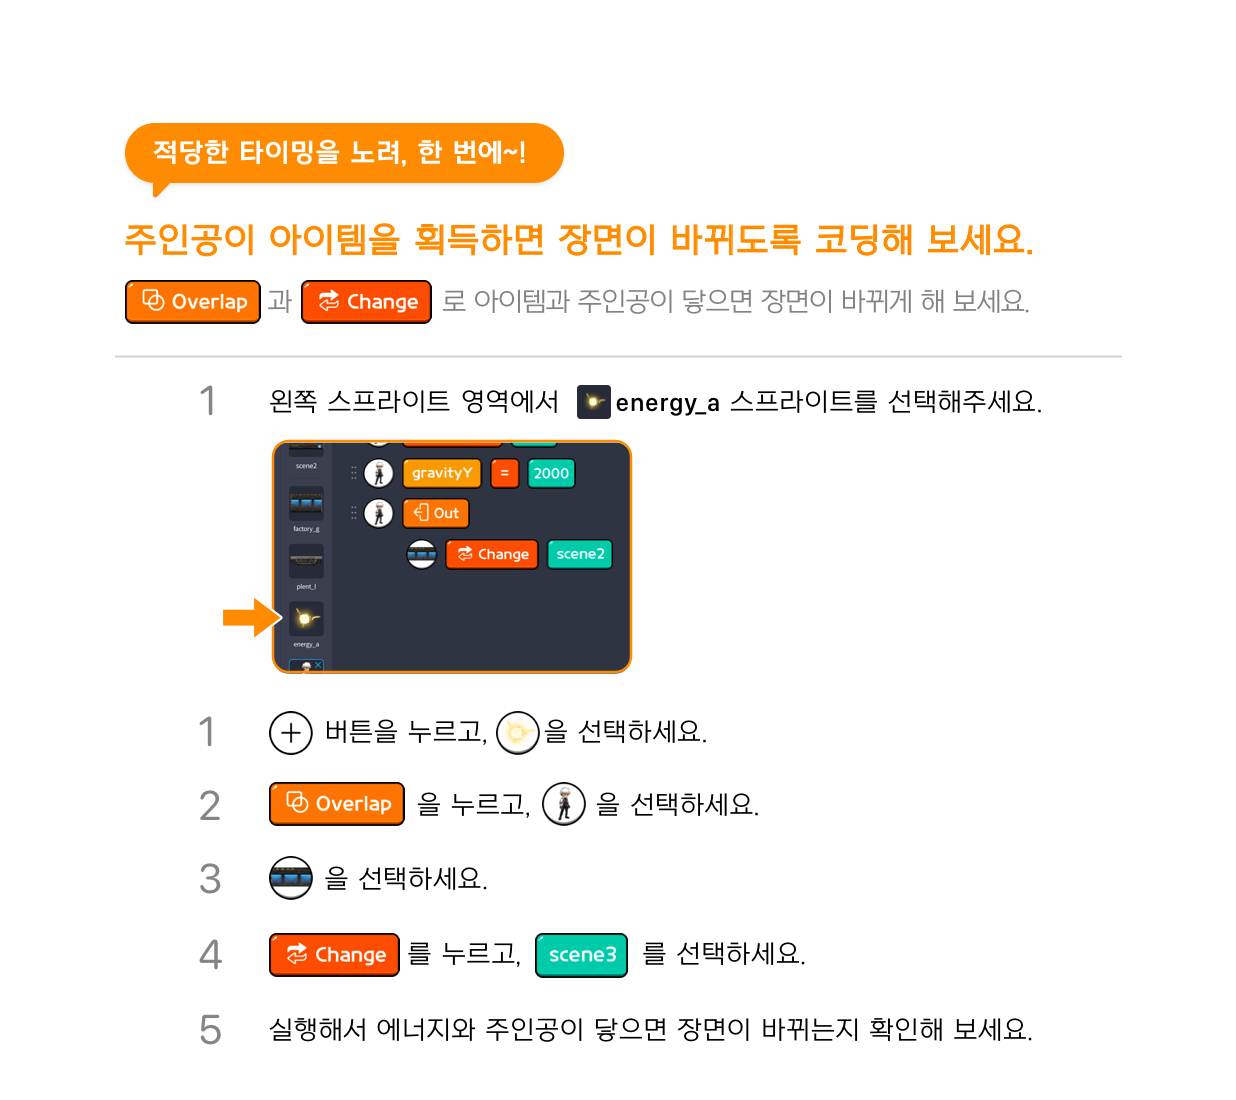 적당한 타이밍을 노려, 한 번에~!
주인공이 아이템을 획득하면 장면이 바뀌도록 코딩해 보세요.
Overlap 과 Change 로 아이템과 주인공이 닿으면 장면이 바뀌게 해 보세요.
1 왼쪽 스프라이트 영역에서 energy_a 스프라이트를 선택해주세요.
scene2
gravityY = 2000
factory_g
Out
Change scene2
plent_l
energy_a
1 + 버튼을 누르고, 을 선택하세요.
2 Overlap 을 누르고, 을 선택하세요.
3 을 선택하세요.
4 Change 를 누르고, scene3 를 선택하세요.
5 실행해서 에너지와 주인공이 닿으면 장면이 바뀌는지 확인해 보세요.